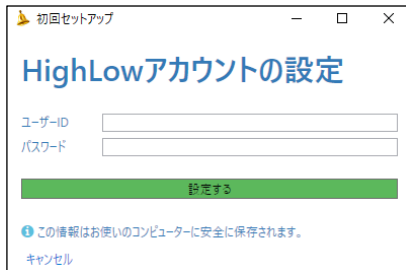 初回セットアップ
HighLowアカウントの設定
ユーザーID
パスワード
設定する
この情報はお使いのコンピューターに安全に保存されます。
キャンセル